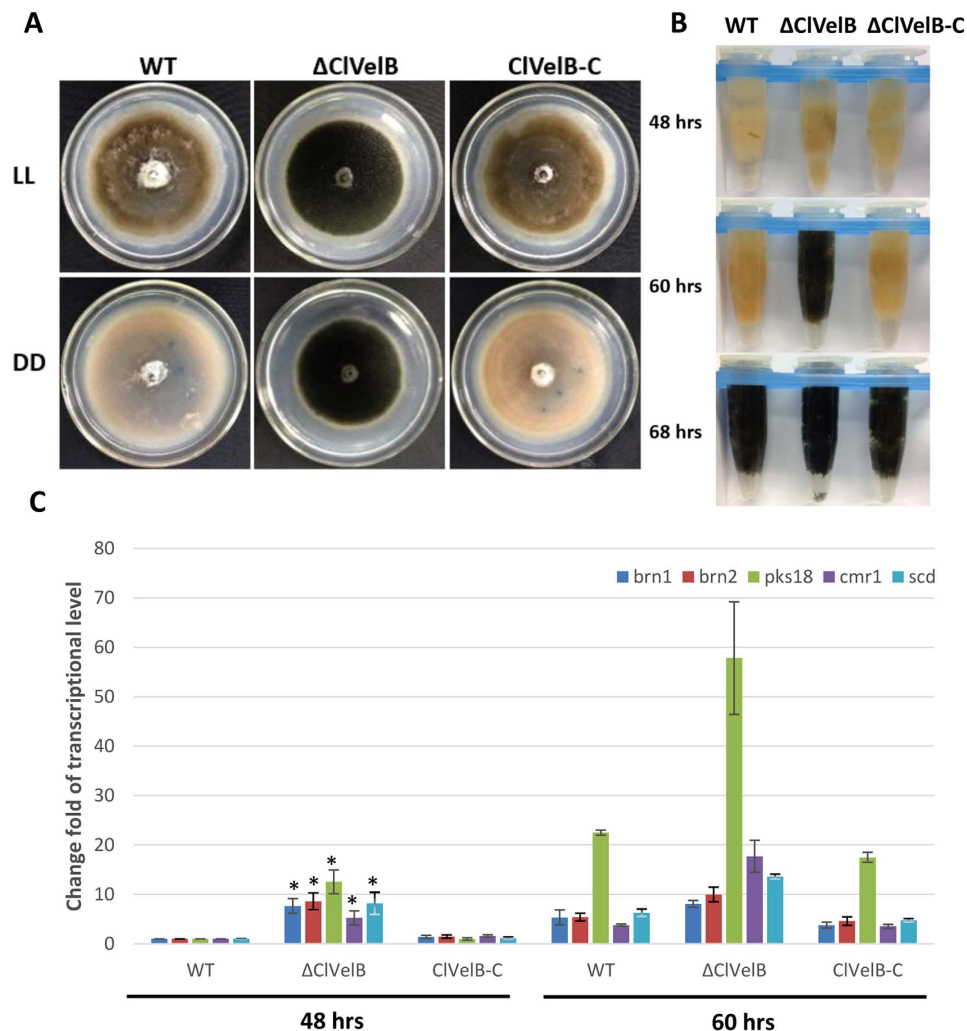 A
WT ΔClVelB ClVelB-C
LL
DD
B
WT ΔClVelB ΔClVelB-C
48 hrs
60 hrs
68 hrs
C
Change fold of transcriptional level
80
70
60
50
40
30
20
10
0
brn1 brn2 pks18 cmr1 scd
* * * * *
WT ΔClVelB ClVelB-C WT ΔClVelB ClVelB-C
48 hrs 60 hrs